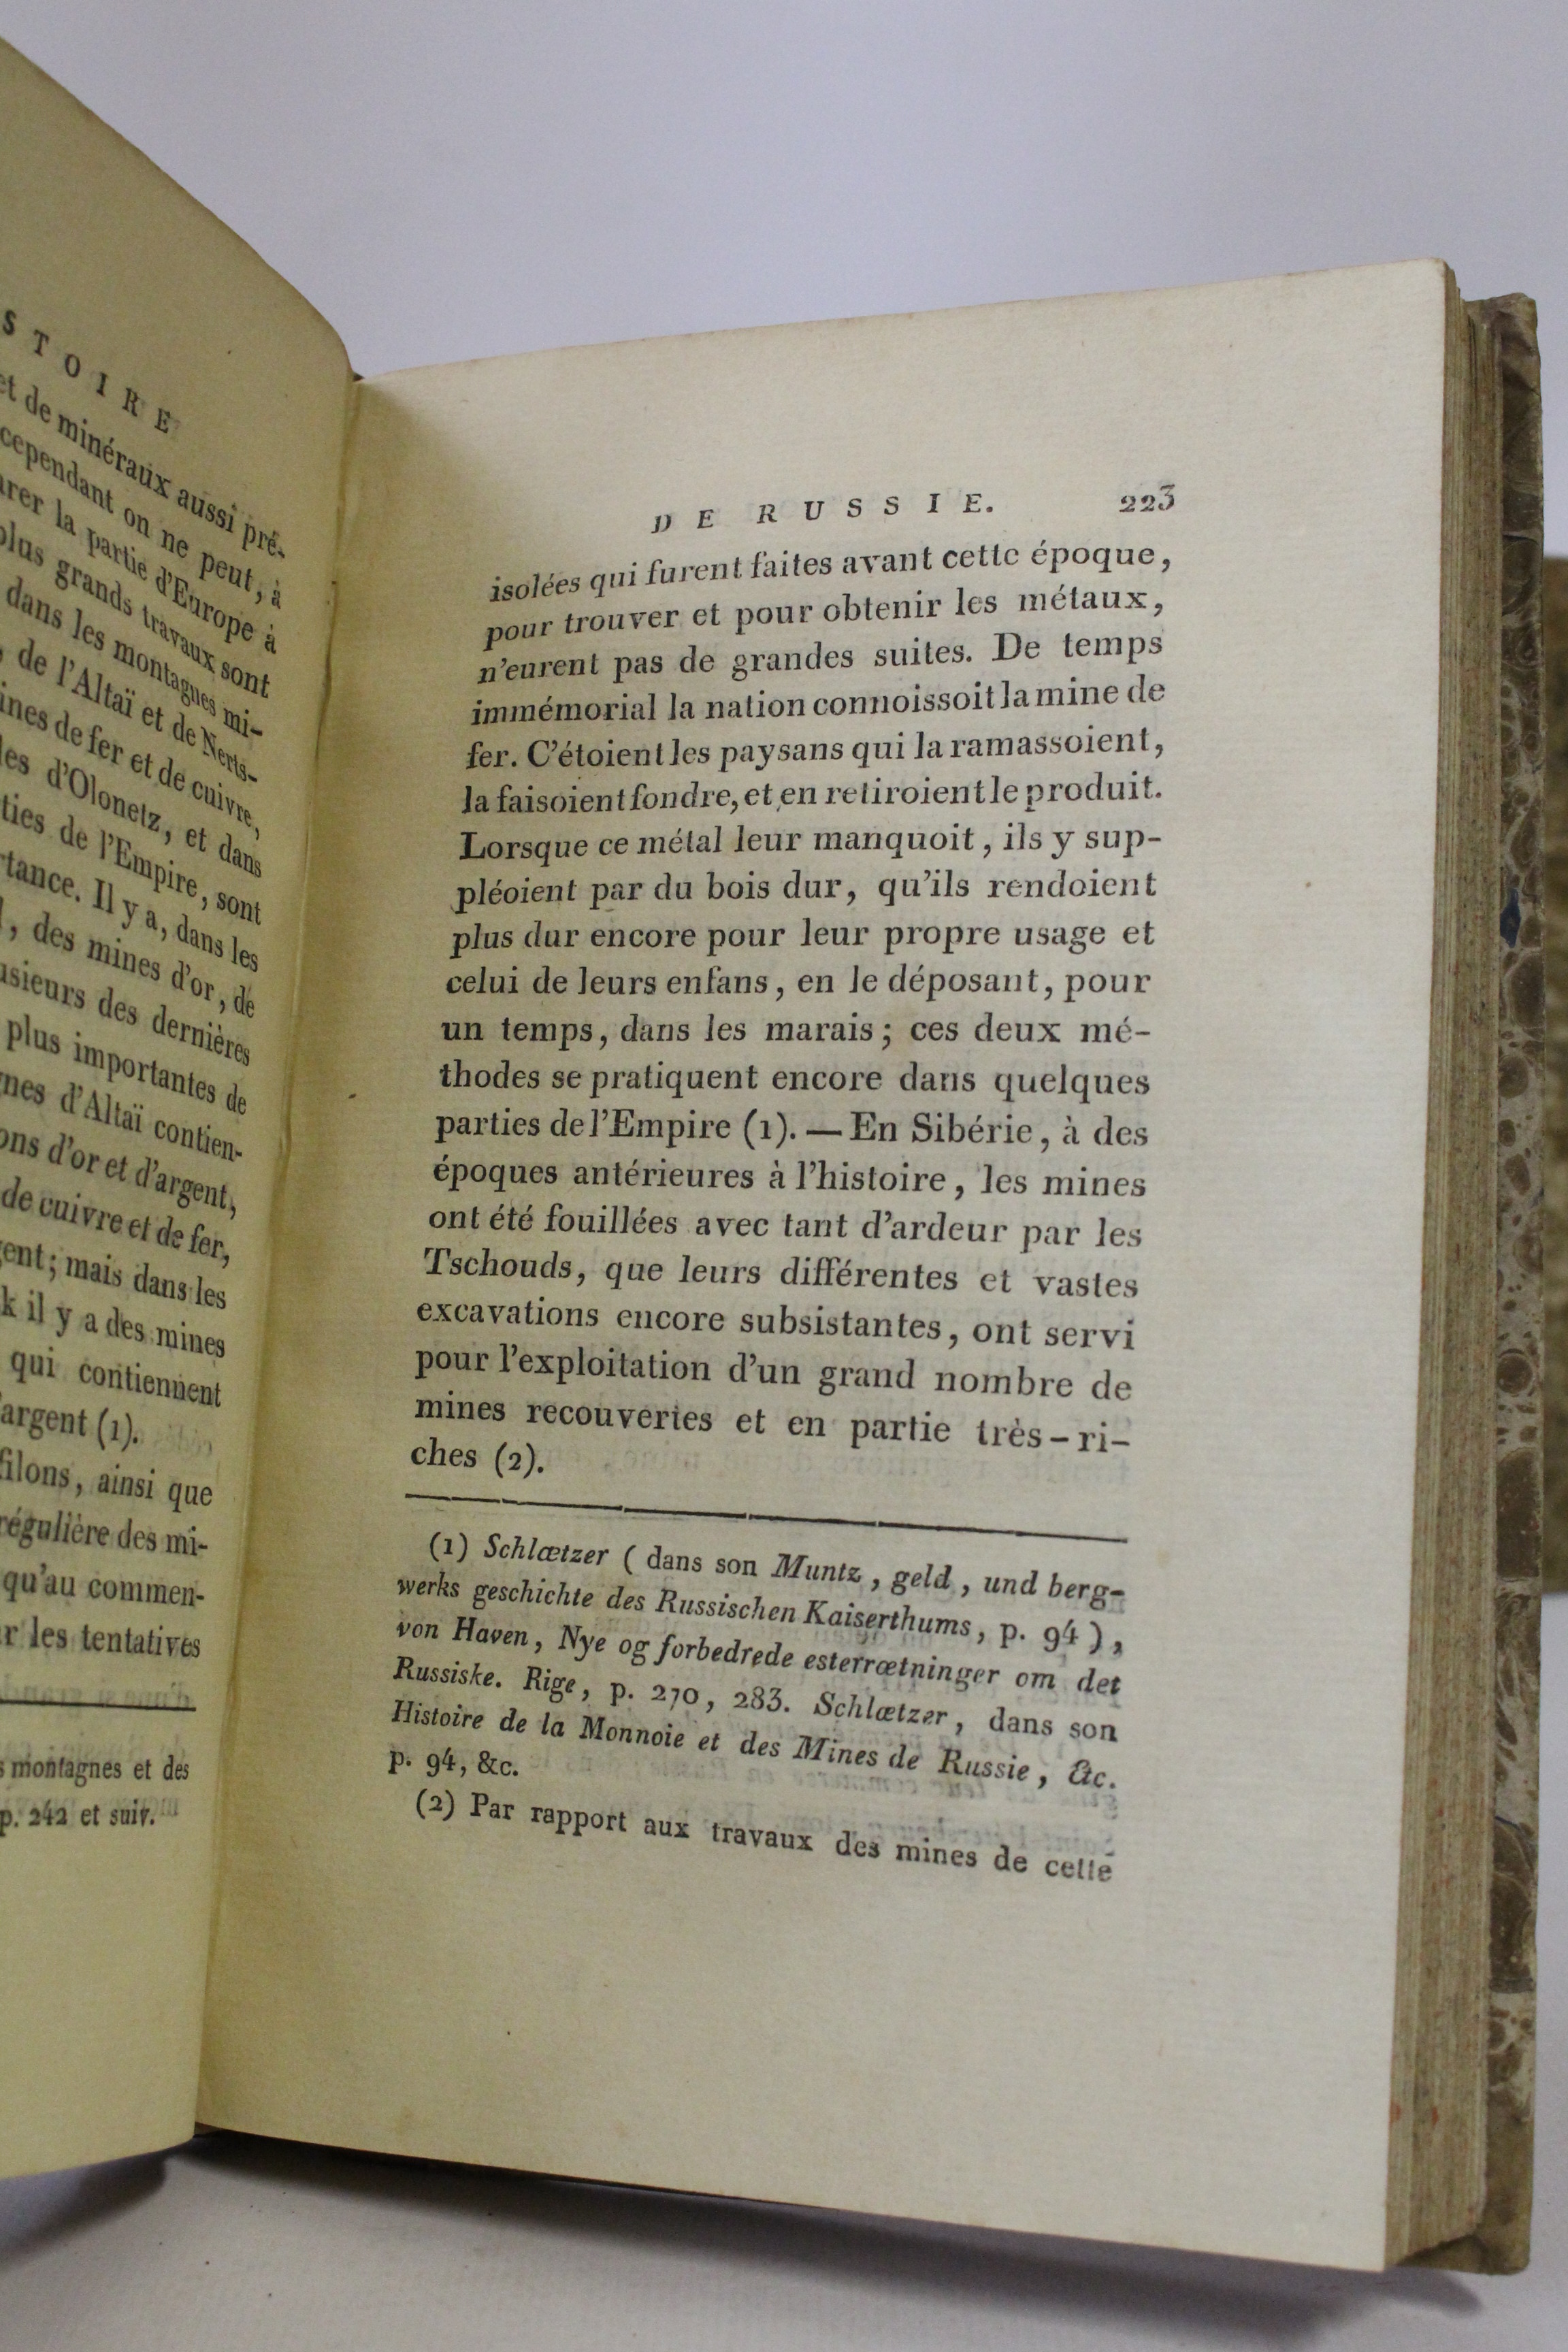 STOIRE
et de minéraux aussi pré-
cependant on ne peut, à
la partie d'Europe à
plus grands travaux sont
dans les montagnes mi-
de l'Altaï et de Nerts-
de fer et de cuivre,
d'Olonetz, et dans
de l'Empire, sont
Il y a, dans les
, des mines d'or, de
des dernières
plus importantes de
d'Altaï contien-
d'or et d'argent,
de cuivre et de fer,
; mais dans les
k il y a des mines
qui contiennent
argent (1).
filons, ainsi que
régulière des mi-
qu'au commen-
les tentatives
montagnes et des
p. 242 et suiv.
DE RUSSIE. 223
isolées qui furent faites avant cette époque,
pour trouver et pour obtenir les métaux,
n'eurent pas de grandes suites. De temps
immémorial la nation connoissoit la mine de
fer. C'étoient les paysans qui la ramassoient,
la faisoient fondre, et en retiroient le produit.
Lorsque ce métal leur manquoit, ils y sup-
pléoient par du bois dur, qu'ils rendoient
plus dur encore pour leur propre usage et
celui de leurs enfans, en le déposant, pour
un temps, dans les marais; ces deux mé-
thodes se pratiquent encore dans quelques
parties de l'Empire (1). — En Sibérie, à des
époques antérieures à l'histoire, les mines
ont été fouillées avec tant d'ardeur par les
Tschouds, que leurs différentes et vastes
excavations encore subsistantes, ont servi
pour l'exploitation d'un grand nombre de
mines recouvertes et en partie très-ri-
ches (2).
(1) Schlœtzer ( dans son Muntz, geld, und berg-
werks geschichte des Russischen Kaiserthums, p. 94 ),
von Haven, Nye og forbedrede esterrœtninger om det
Russiske. Rige, p. 270, 283. Schlœtzer, dans son
Histoire de la Monnoie et des Mines de Russie, &c.
p. 94, &c.
(2) Par rapport aux travaux des mines de cette